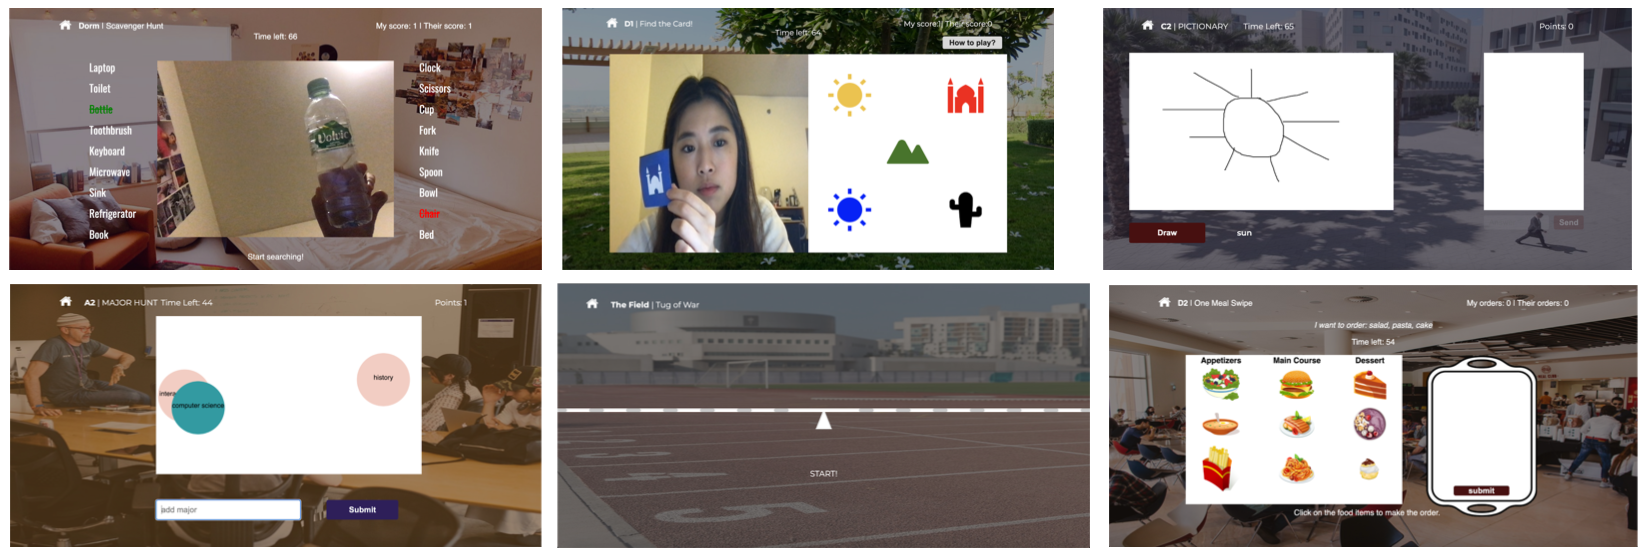 Dorm | Scavenger Hunt
My score: 1 | Their score: 1
Time left: 66
Laptop
Toilet
Bottle
Toothbrush
Keyboard
Microwave
Sink
Refrigerator
Book
Clock
Scissors
Cup
Fork
Knife
Spoon
Bowl
Chair
Bed
Volvic
Start searching!
D1 | Find the Card!
My score:1 | Their score:0
Time left: 64
How to play?
C2 | PICTIONARY
Time Left: 65
Points: 0
Send
Draw
sun
A2 | MAJOR HUNT Time Left: 44
Points: 1
intera
computer science
history
add major
Submit
The Field | Tug of War
START!
D2 | One Meal Swipe
My orders: 0 | Their orders: 0
I want to order: salad, pasta, cake
Time left: 54
Appetizers
Main Course
Dessert
submit
Click on the food items to make the order.